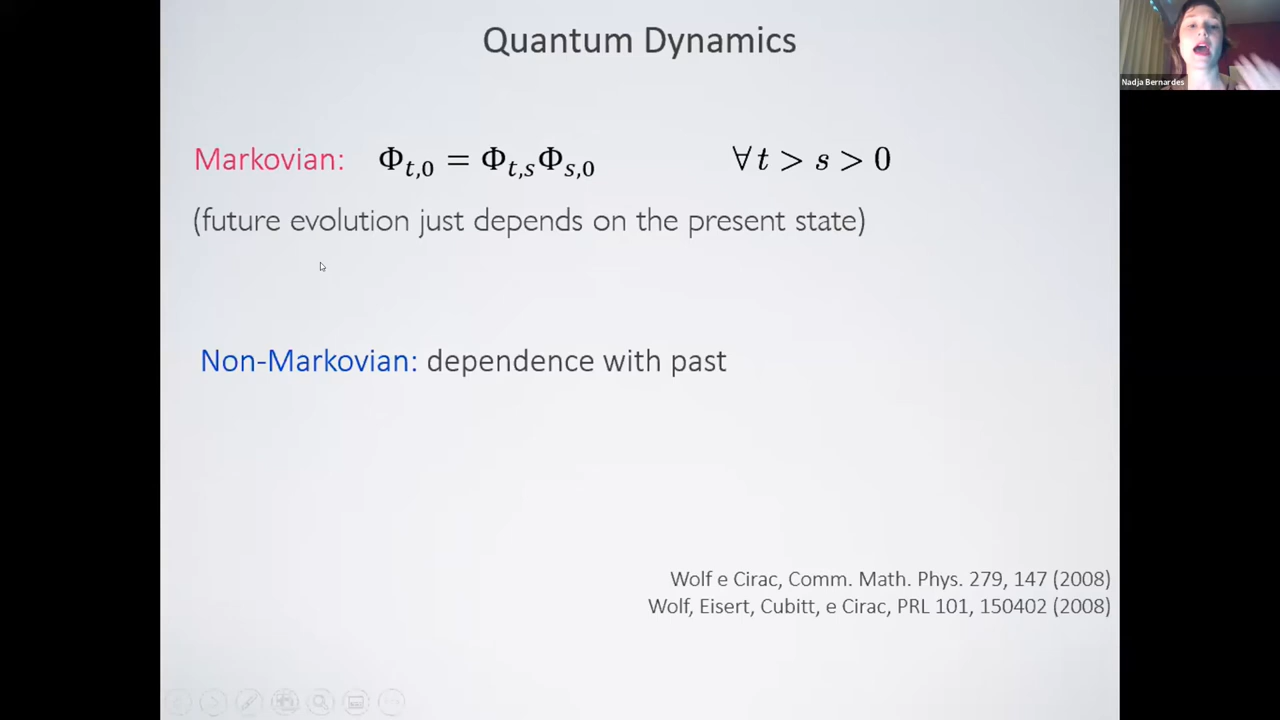 Quantum Dynamics
Nadja Bernardes
Markovian: Φ_{t,0} = Φ_{t,s}Φ_{s,0} ∀ t > s > 0
(future evolution just depends on the present state)
Non-Markovian: dependence with past
Wolf e Cirac, Comm. Math. Phys. 279, 147 (2008)
Wolf, Eisert, Cubitt, e Cirac, PRL 101, 150402 (2008)